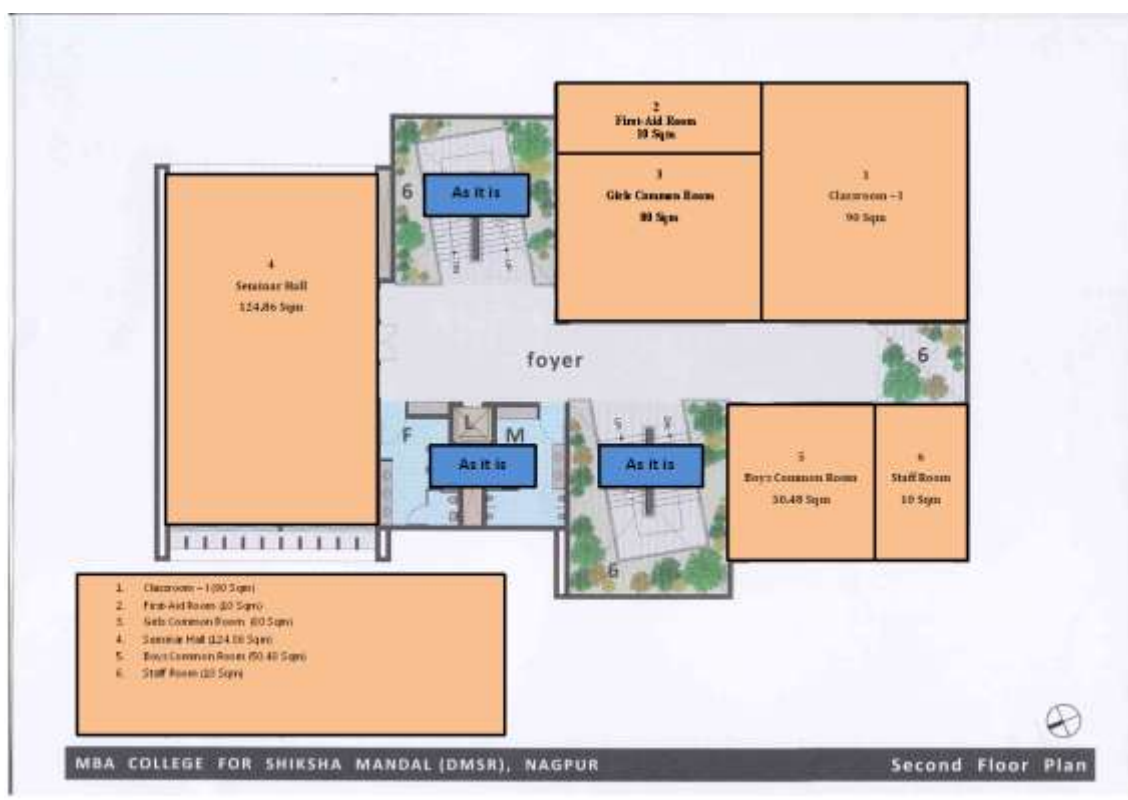 2
First-Aid Room
10 Sqm
3
Girls Common Room
80 Sqm
1
Classroom –I
90 Sqm
6
As it is
4
Seminar Hall
124.86 Sqm
foyer
6
F
L
M
As it is
As it is
5
Boys Common Room
50.48 Sqm
6
Staff Room
10 Sqm
6
1. Classroom – I (90 Sqm)
2. First-Aid Room (10 Sqm)
3. Girls Common Room (80 Sqm)
4. Seminar Hall (124.86 Sqm)
5. Boys Common Room (50.48 Sqm)
6. Staff Room (10 Sqm)
MBA COLLEGE FOR SHIKSHA MANDAL (DMSR), NAGPUR
Second Floor Plan